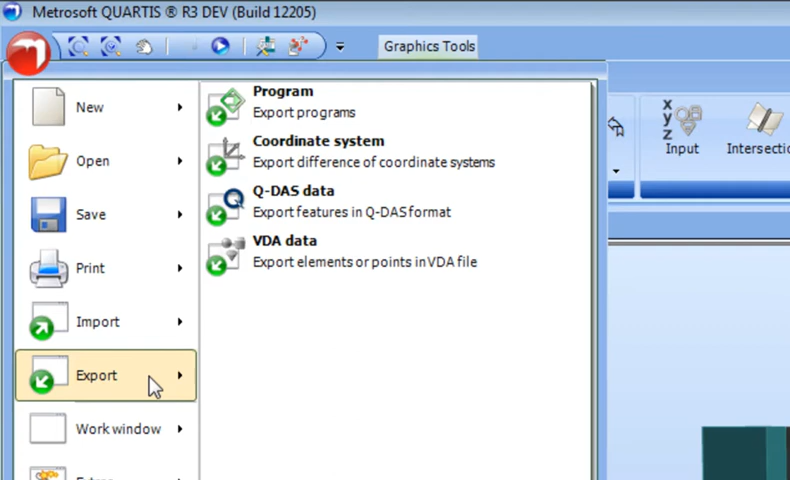 Metrosoft QUARTIS ® R3 DEV (Build 12205)
Graphics Tools
New
Open
Save
Print
Import
Export
Work window
Program
Export programs
Coordinate system
Export difference of coordinate systems
Q-DAS data
Export features in Q-DAS format
VDA data
Export elements or points in VDA file
x
y
z
Input
Intersectio